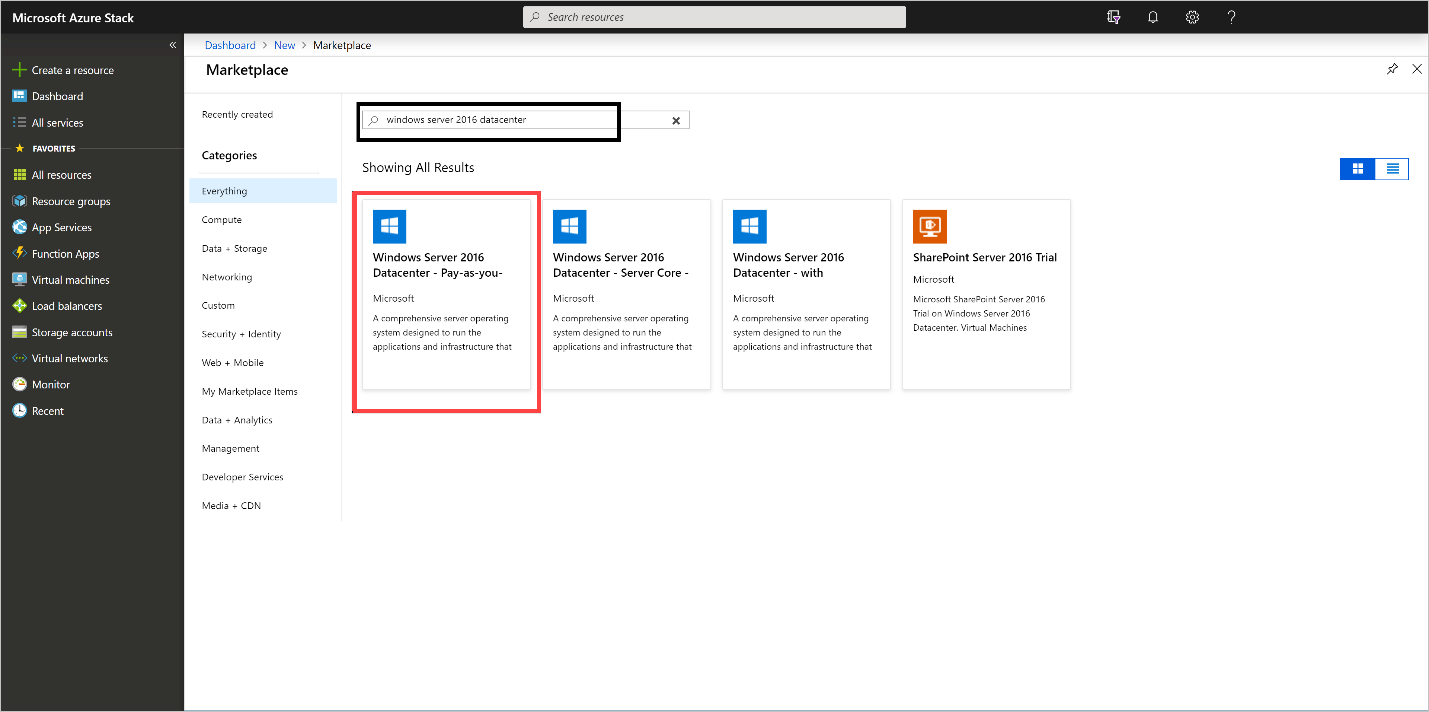 Microsoft Azure Stack
Search resources
?
«
Create a resource
Dashboard
All services
FAVORITES
All resources
Resource groups
App Services
Function Apps
Virtual machines
Load balancers
Storage accounts
Virtual networks
Monitor
Recent
Dashboard > New > Marketplace
Marketplace
Recently created
Categories
Everything
Compute
Data + Storage
Networking
Custom
Security + Identity
Web + Mobile
My Marketplace Items
Data + Analytics
Management
Developer Services
Media + CDN
windows server 2016 datacenter
Showing All Results
Windows Server 2016
Datacenter - Pay-as-you-
Microsoft
A comprehensive server operating
system designed to run the
applications and infrastructure that
Windows Server 2016
Datacenter - Server Core -
Microsoft
A comprehensive server operating
system designed to run the
applications and infrastructure that
Windows Server 2016
Datacenter - with
Microsoft
A comprehensive server operating
system designed to run the
applications and infrastructure that
SharePoint Server 2016 Trial
Microsoft
Microsoft SharePoint Server 2016
Trial on Windows Server 2016
Datacenter. Virtual Machines